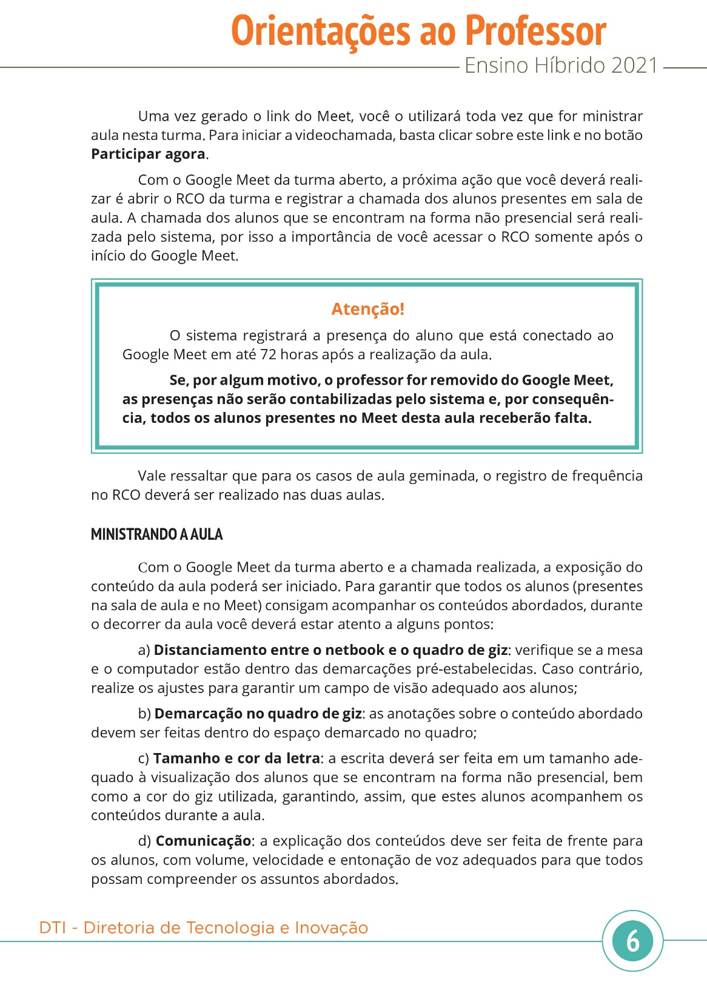 Orientações ao Professor
Ensino Híbrido 2021
Uma vez gerado o link do Meet, você o utilizará toda vez que for ministrar
aula nesta turma. Para iniciar a videochamada, basta clicar sobre este link e no botão
Participar agora.
Com o Google Meet da turma aberto, a próxima ação que você deverá reali-
zar é abrir o RCO da turma e registrar a chamada dos alunos presentes em sala de
aula. A chamada dos alunos que se encontram na forma não presencial será reali-
zada pelo sistema, por isso a importância de você acessar o RCO somente após o
início do Google Meet.
Atenção!
O sistema registrará a presença do aluno que está conectado ao
Google Meet em até 72 horas após a realização da aula.
Se, por algum motivo, o professor for removido do Google Meet,
as presenças não serão contabilizadas pelo sistema e, por consequên-
cia, todos os alunos presentes no Meet desta aula receberão falta.
Vale ressaltar que para os casos de aula geminada, o registro de frequência
no RCO deverá ser realizado nas duas aulas.
MINISTRANDO A AULA
Com o Google Meet da turma aberto e a chamada realizada, a exposição do
conteúdo da aula poderá ser iniciado. Para garantir que todos os alunos (presentes
na sala de aula e no Meet) consigam acompanhar os conteúdos abordados, durante
o decorrer da aula você deverá estar atento a alguns pontos:
a) Distanciamento entre o netbook e o quadro de giz: verifique se a mesa
e o computador estão dentro das demarcações pré-estabelecidas. Caso contrário,
realize os ajustes para garantir um campo de visão adequado aos alunos;
b) Demarcação no quadro de giz: as anotações sobre o conteúdo abordado
devem ser feitas dentro do espaço demarcado no quadro;
c) Tamanho e cor da letra: a escrita deverá ser feita em um tamanho ade-
quado à visualização dos alunos que se encontram na forma não presencial, bem
como a cor do giz utilizada, garantindo, assim, que estes alunos acompanhem os
conteúdos durante a aula.
d) Comunicação: a explicação dos conteúdos deve ser feita de frente para
os alunos, com volume, velocidade e entonação de voz adequados para que todos
possam compreender os assuntos abordados.
DTI - Diretoria de Tecnologia e Inovação
6